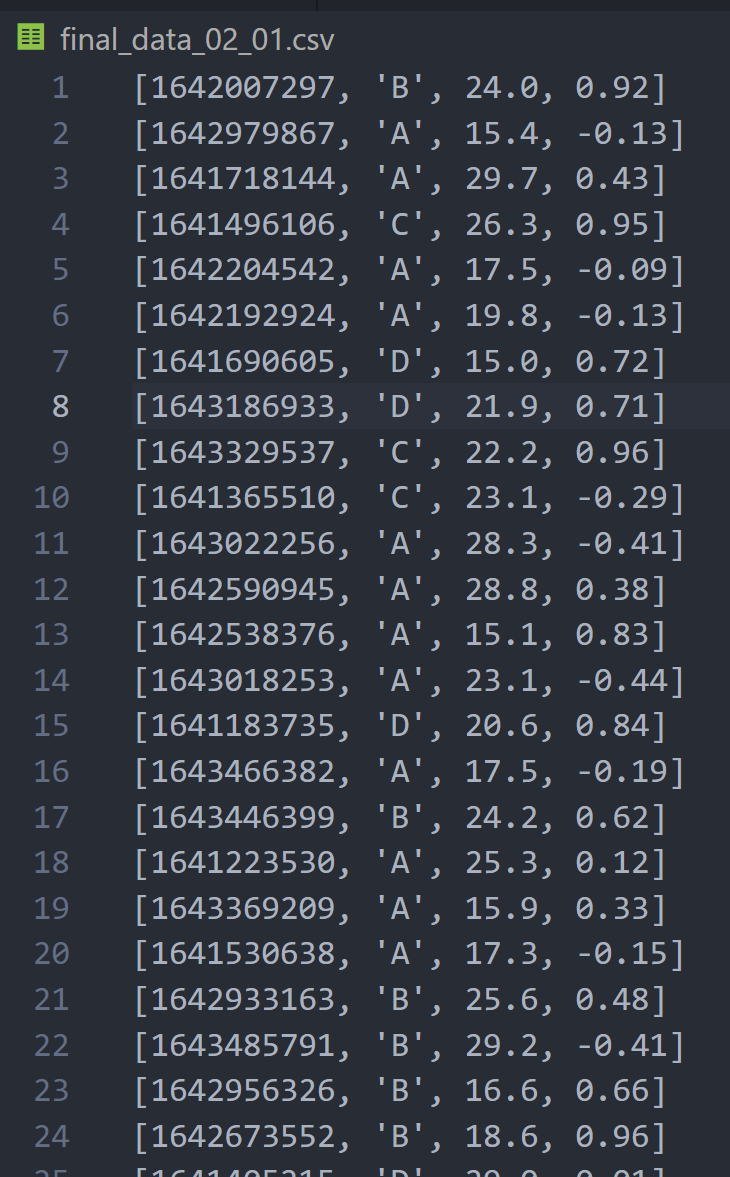 final_data_02_01.csv
1 [1642007297, 'B', 24.0, 0.92]
2 [1642979867, 'A', 15.4, -0.13]
3 [1641718144, 'A', 29.7, 0.43]
4 [1641496106, 'C', 26.3, 0.95]
5 [1642204542, 'A', 17.5, -0.09]
6 [1642192924, 'A', 19.8, -0.13]
7 [1641690605, 'D', 15.0, 0.72]
8 [1643186933, 'D', 21.9, 0.71]
9 [1643329537, 'C', 22.2, 0.96]
10 [1641365510, 'C', 23.1, -0.29]
11 [1643022256, 'A', 28.3, -0.41]
12 [1642590945, 'A', 28.8, 0.38]
13 [1642538376, 'A', 15.1, 0.83]
14 [1643018253, 'A', 23.1, -0.44]
15 [1641183735, 'D', 20.6, 0.84]
16 [1643466382, 'A', 17.5, -0.19]
17 [1643446399, 'B', 24.2, 0.62]
18 [1641223530, 'A', 25.3, 0.12]
19 [1643369209, 'A', 15.9, 0.33]
20 [1641530638, 'A', 17.3, -0.15]
21 [1642933163, 'B', 25.6, 0.48]
22 [1643485791, 'B', 29.2, -0.41]
23 [1642956326, 'B', 16.6, 0.66]
24 [1642673552, 'B', 18.6, 0.96]